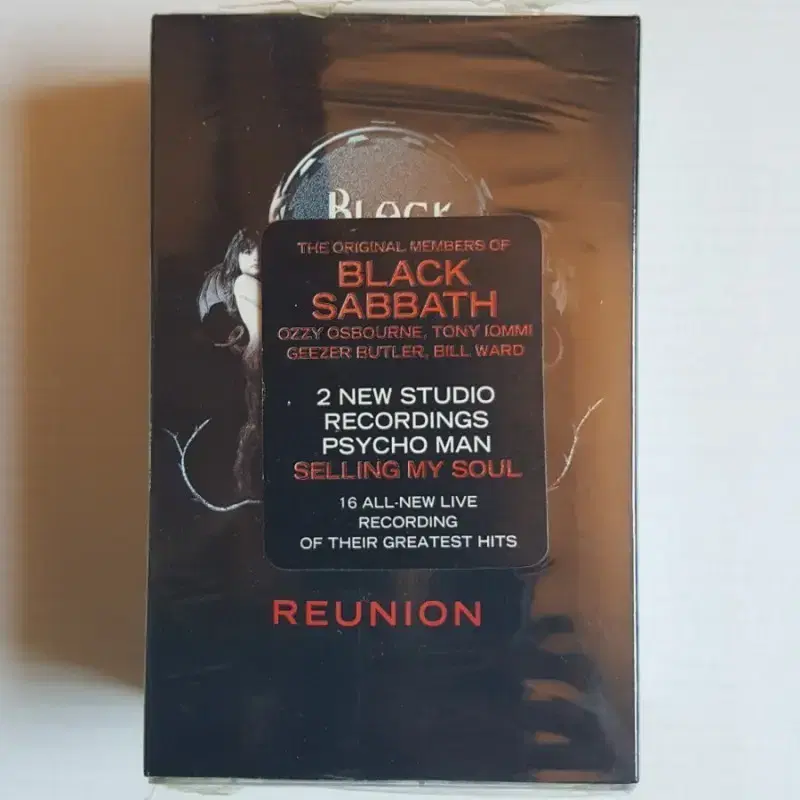 BLACK
THE ORIGINAL MEMBERS OF
BLACK
SABBATH
OZZY OSBOURNE, TONY IOMMI
GEEZER BUTLER, BILL WARD
2 NEW STUDIO
RECORDINGS
PSYCHO MAN
SELLING MY SOUL
16 ALL-NEW LIVE
RECORDING
OF THEIR GREATEST HITS
REUNION